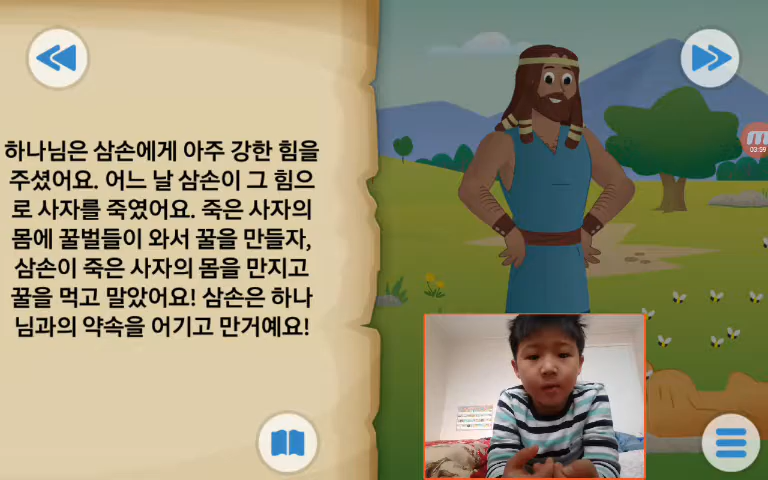 하나님은 삼손에게 아주 강한 힘을
주셨어요. 어느 날 삼손이 그 힘으
로 사자를 죽였어요. 죽은 사자의
몸에 꿀벌들이 와서 꿀을 만들자,
삼손이 죽은 사자의 몸을 만지고
꿀을 먹고 말았어요! 삼손은 하나
님과의 약속을 어기고 만거예요!
03:59